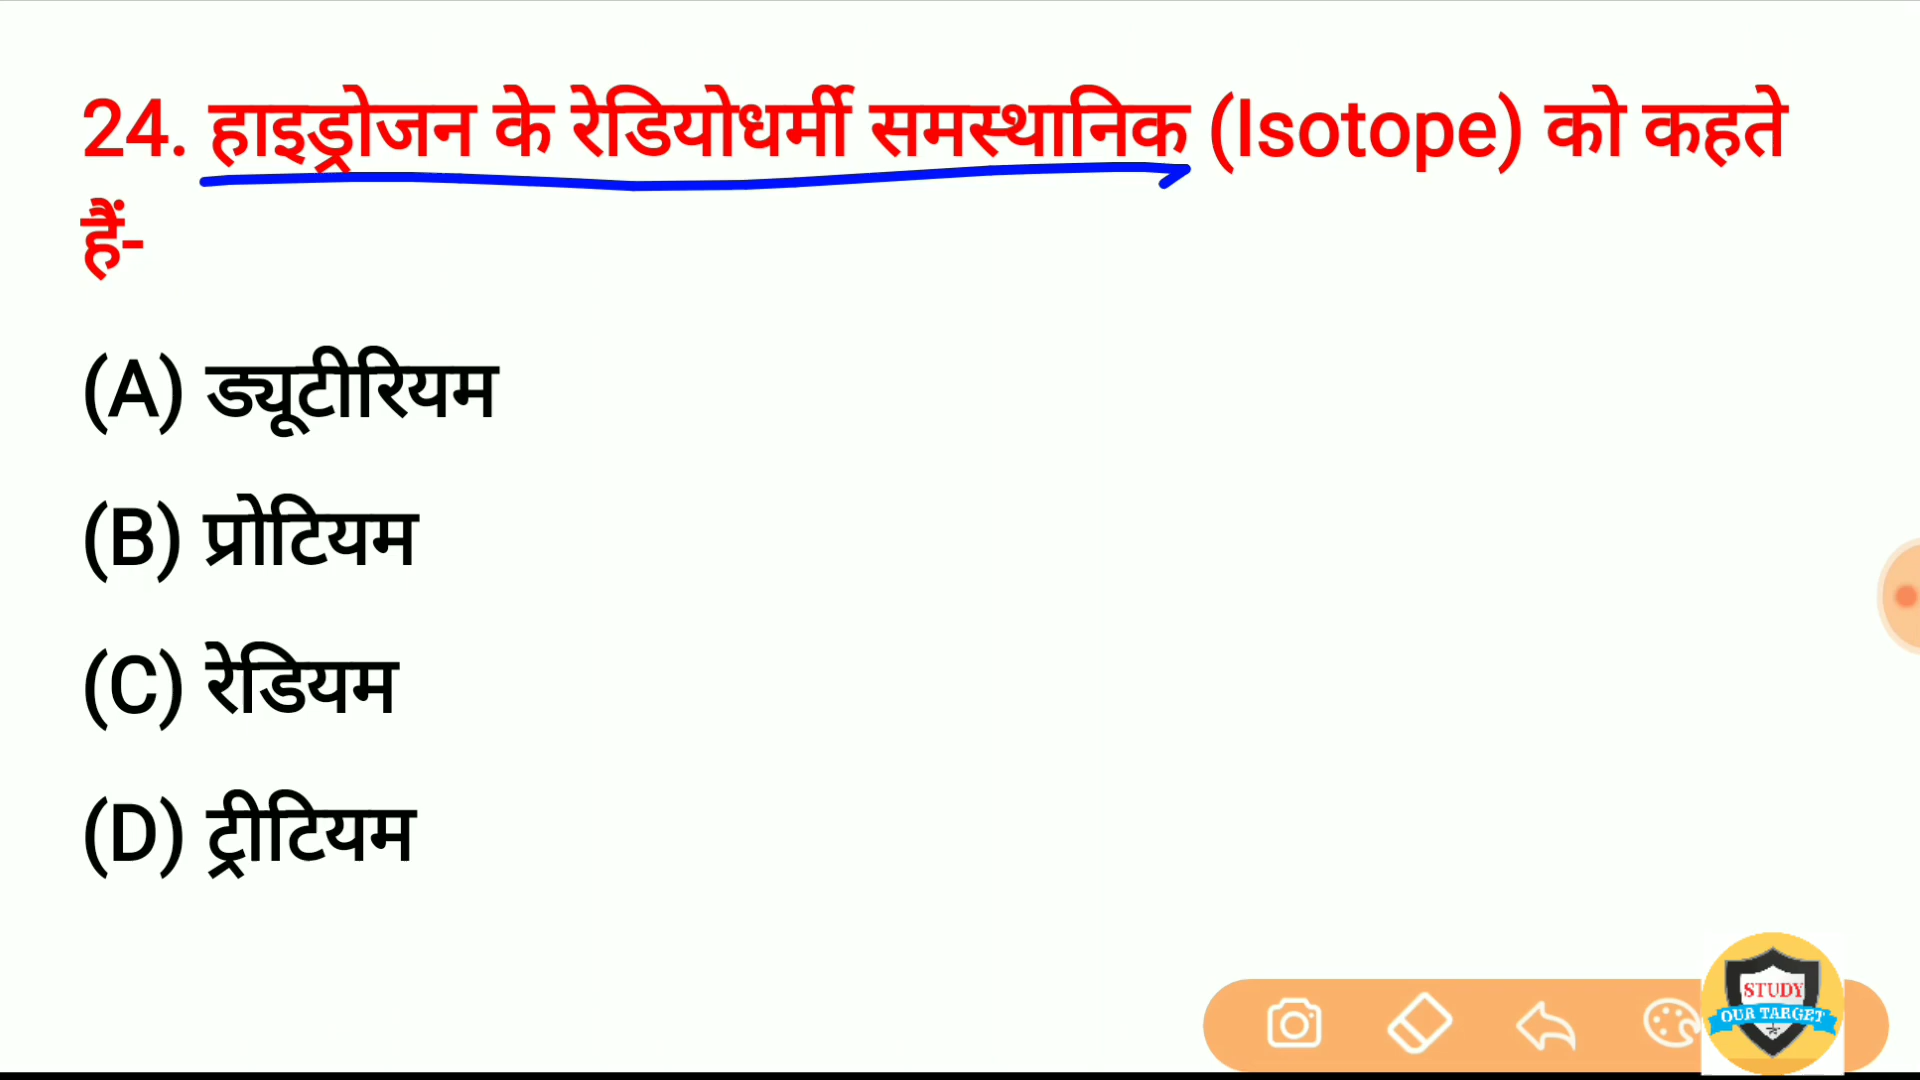 24. हाइड्रोजन के रेडियोधर्मी समस्थानिक (Isotope) को कहते
हैं-
(A) ड्यूटीरियम
(B) प्रोटियम
(C) रेडियम
(D) ट्रीटियम
STUDY
OUR TARGET